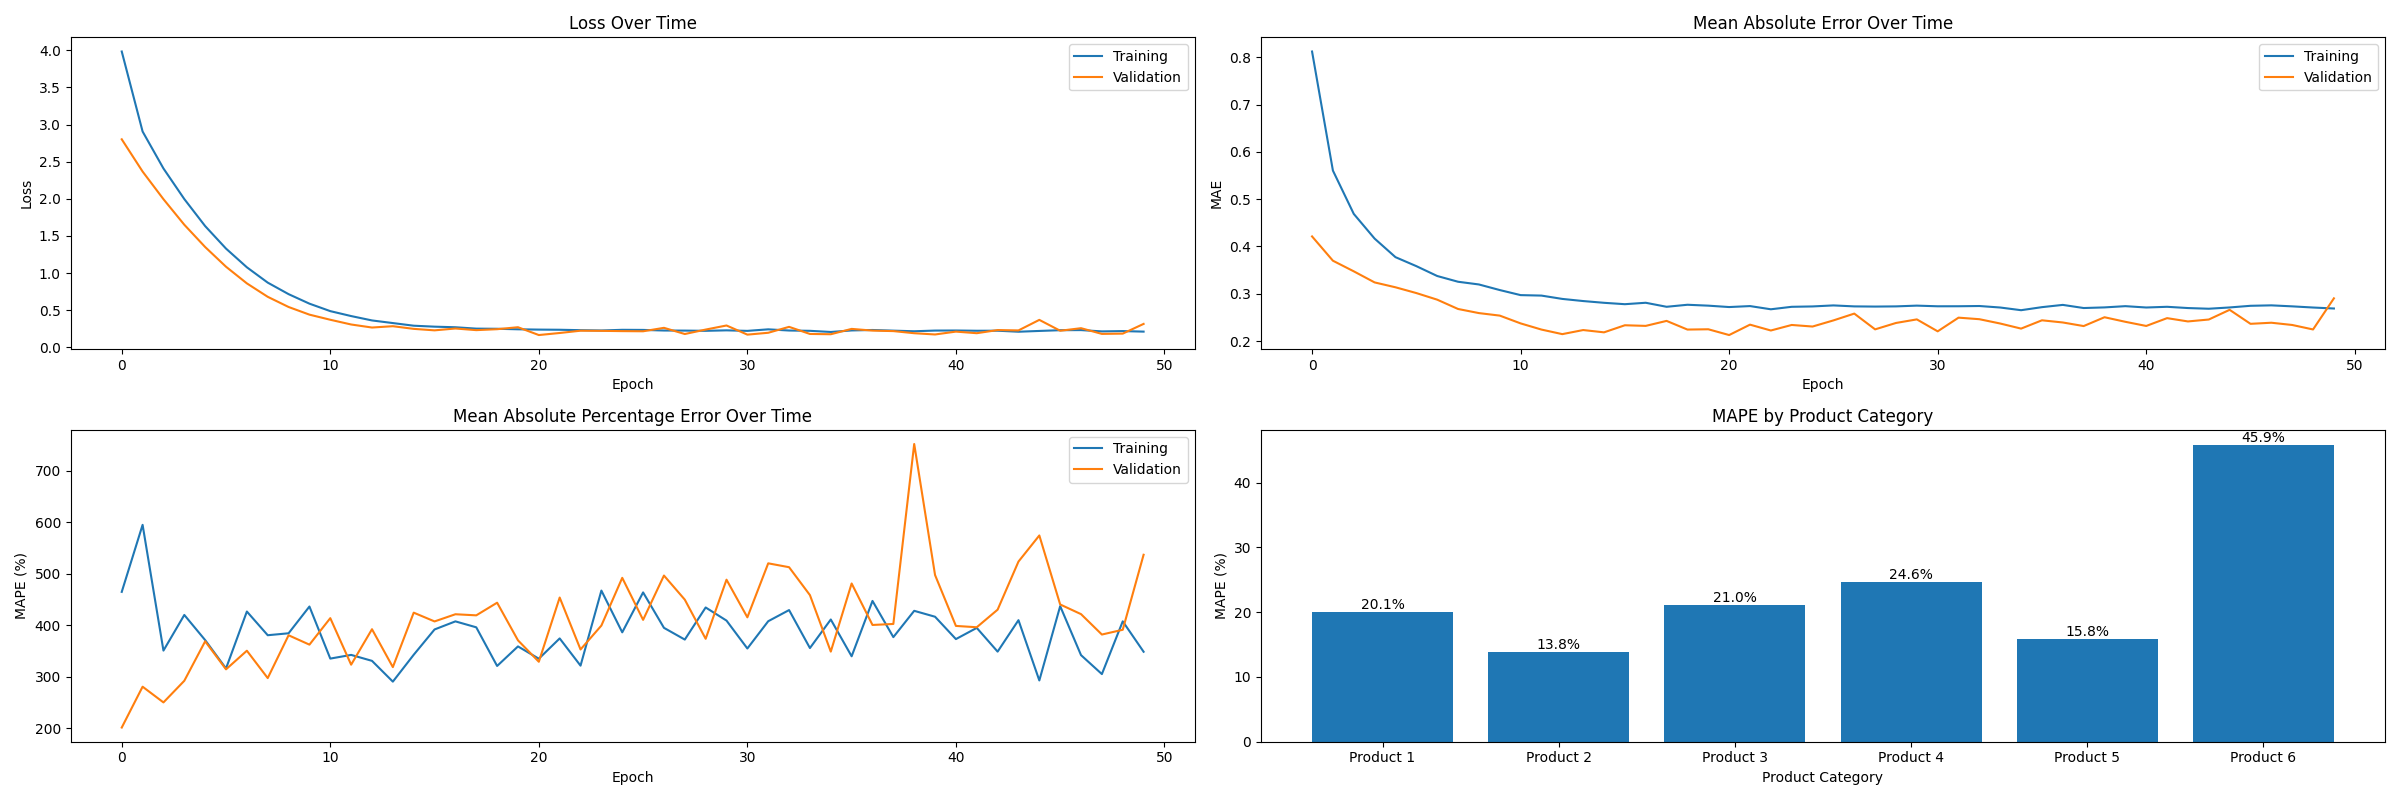 Loss Over Time
4.0
3.5
3.0
2.5
2.0
1.5
1.0
0.5
0.0
Loss
Training
Validation
0 10 20 30 40 50
Epoch
Mean Absolute Error Over Time
0.8
0.7
0.6
0.5
0.4
0.3
0.2
MAE
Training
Validation
0 10 20 30 40 50
Epoch
Mean Absolute Percentage Error Over Time
700
600
500
400
300
200
MAPE (%)
Training
Validation
0 10 20 30 40 50
Epoch
MAPE by Product Category
40
30
20
10
0
MAPE (%)
20.1%
13.8%
21.0%
24.6%
15.8%
45.9%
Product 1 Product 2 Product 3 Product 4 Product 5 Product 6
Product Category